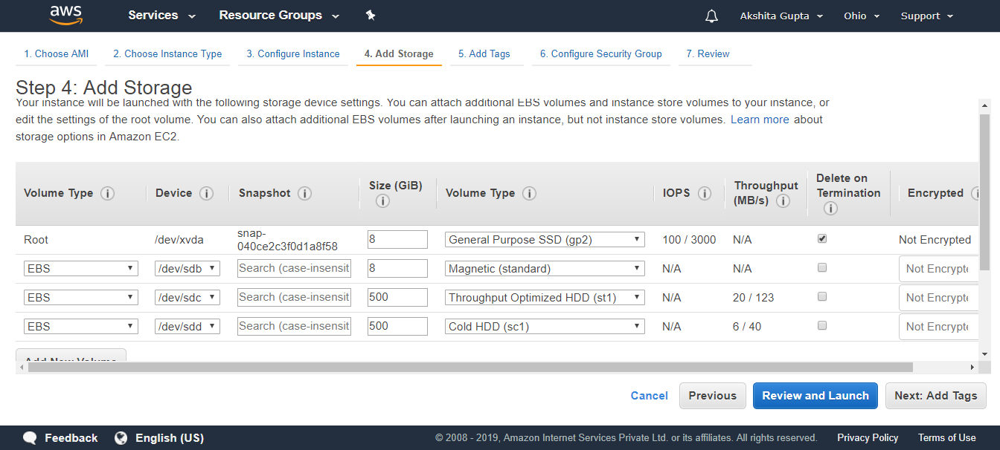 aws Services Resource Groups Akshita Gupta Ohio Support
1. Choose AMI 2. Choose Instance Type 3. Configure Instance 4. Add Storage 5. Add Tags 6. Configure Security Group 7. Review
Step 4: Add Storage
Your instance will be launched with the following storage device settings. You can attach additional EBS volumes and instance store volumes to your instance, or
edit the settings of the root volume. You can also attach additional EBS volumes after launching an instance, but not instance store volumes. Learn more about
storage options in Amazon EC2.
Volume Type i Device i Snapshot i Size (GiB) i Volume Type i IOPS i Throughput (MB/s) i Delete on Termination i Encrypted i
Root /dev/xvda snap-040ce2c3f0d1a8f58 8 General Purpose SSD (gp2) 100 / 3000 N/A Not Encrypted
EBS /dev/sdb Search (case-insensit 8 Magnetic (standard) N/A N/A Not Encrypte
EBS /dev/sdc Search (case-insensit 500 Throughput Optimized HDD (st1) N/A 20 / 123 Not Encrypte
EBS /dev/sdd Search (case-insensit 500 Cold HDD (sc1) N/A 6 / 40 Not Encrypte
Add New Volume
Cancel Previous Review and Launch Next: Add Tags
Feedback English (US) © 2008 - 2019, Amazon Internet Services Private Ltd. or its affiliates. All rights reserved. Privacy Policy Terms of Use